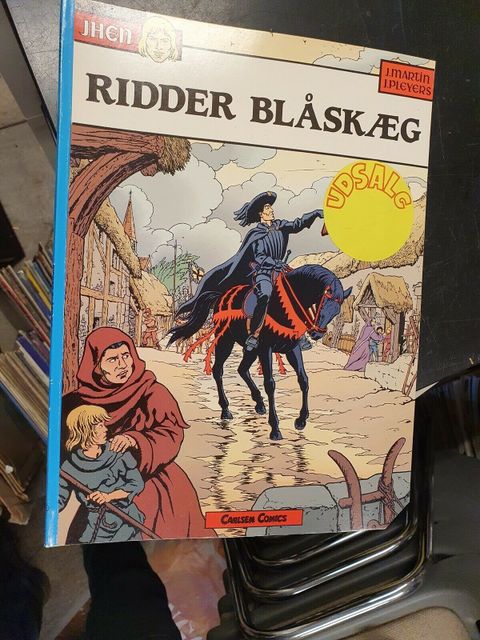 JHEN
J. MARTIN
J. PLEYERS
RIDDER BLÅSKÆG
UDSALG
CARLSEN COMICS